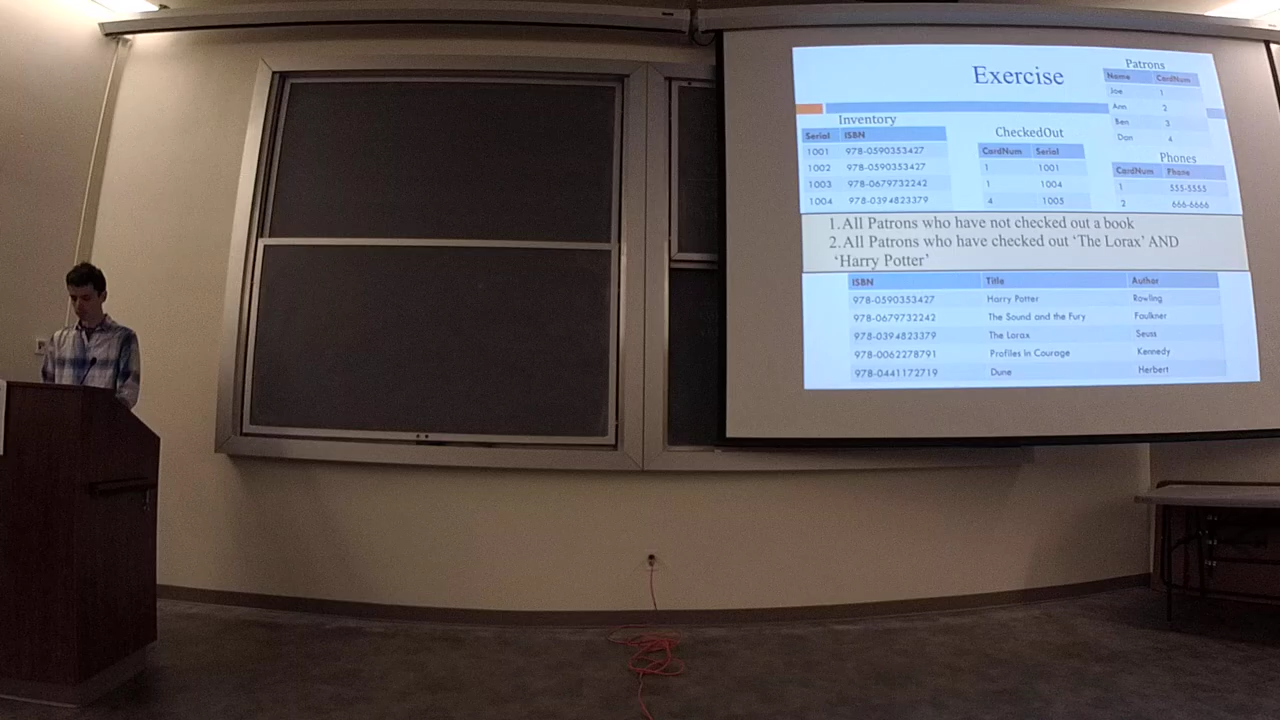 Exercise
Patrons
Name CardNum
Joe 1
Ann 2
Ben 3
Dan 4
Inventory
Serial ISBN
1001 978-0590353427
1002 978-0590353427
1003 978-0679732242
1004 978-0394823379
CheckedOut
CardNum Serial
1 1001
1 1004
4 1005
Phones
CardNum Phone
1 555-5555
2 666-6666
1. All Patrons who have not checked out a book
2. All Patrons who have checked out ‘The Lorax’ AND
‘Harry Potter’
ISBN Title Author
978-0590353427 Harry Potter Rowling
978-0679732242 The Sound and the Fury Faulkner
978-0394823379 The Lorax Seuss
978-0062278791 Profiles in Courage Kennedy
978-0441172719 Dune Herbert